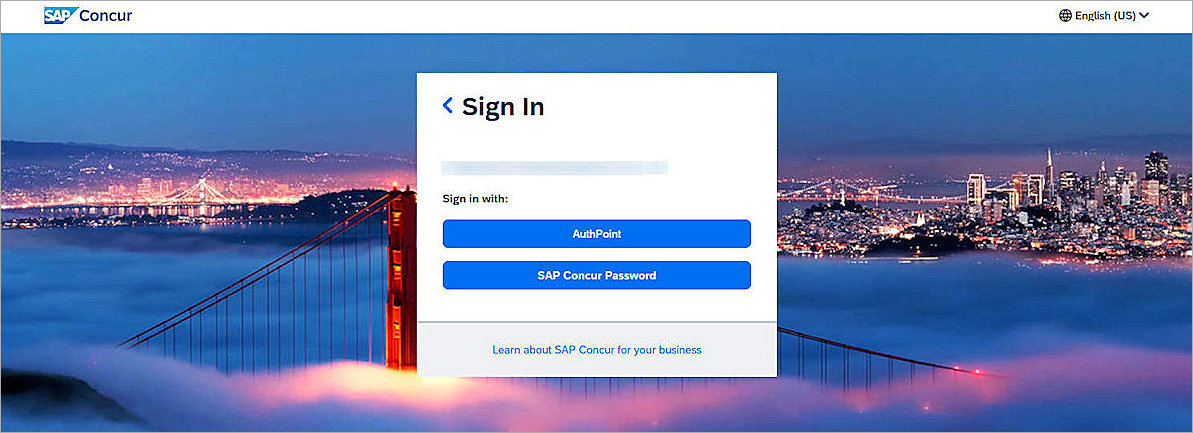 SAP Concur
English (US)
Sign In
Sign in with:
AuthPoint
SAP Concur Password
Learn about SAP Concur for your business